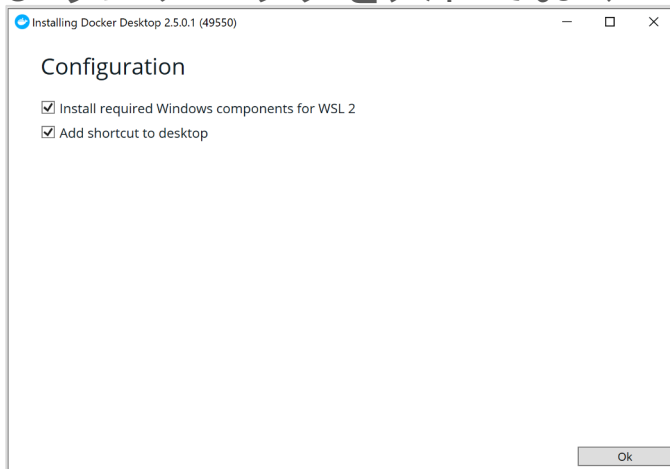 Installing Docker Desktop 2.5.0.1 (49550)
Configuration
Install required Windows components for WSL 2
Add shortcut to desktop
Ok